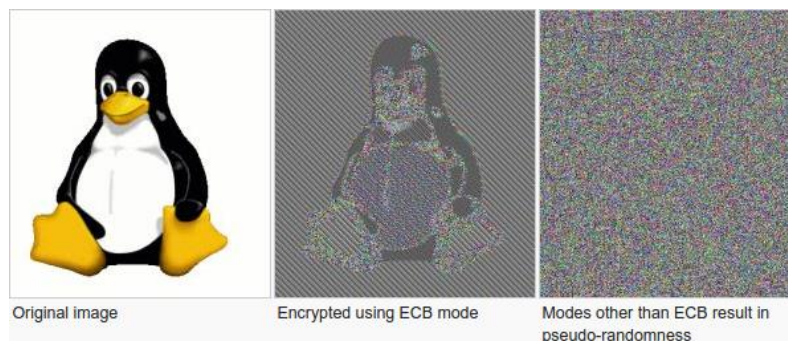 Original image
Encrypted using ECB mode
Modes other than ECB result in
pseudo-randomness